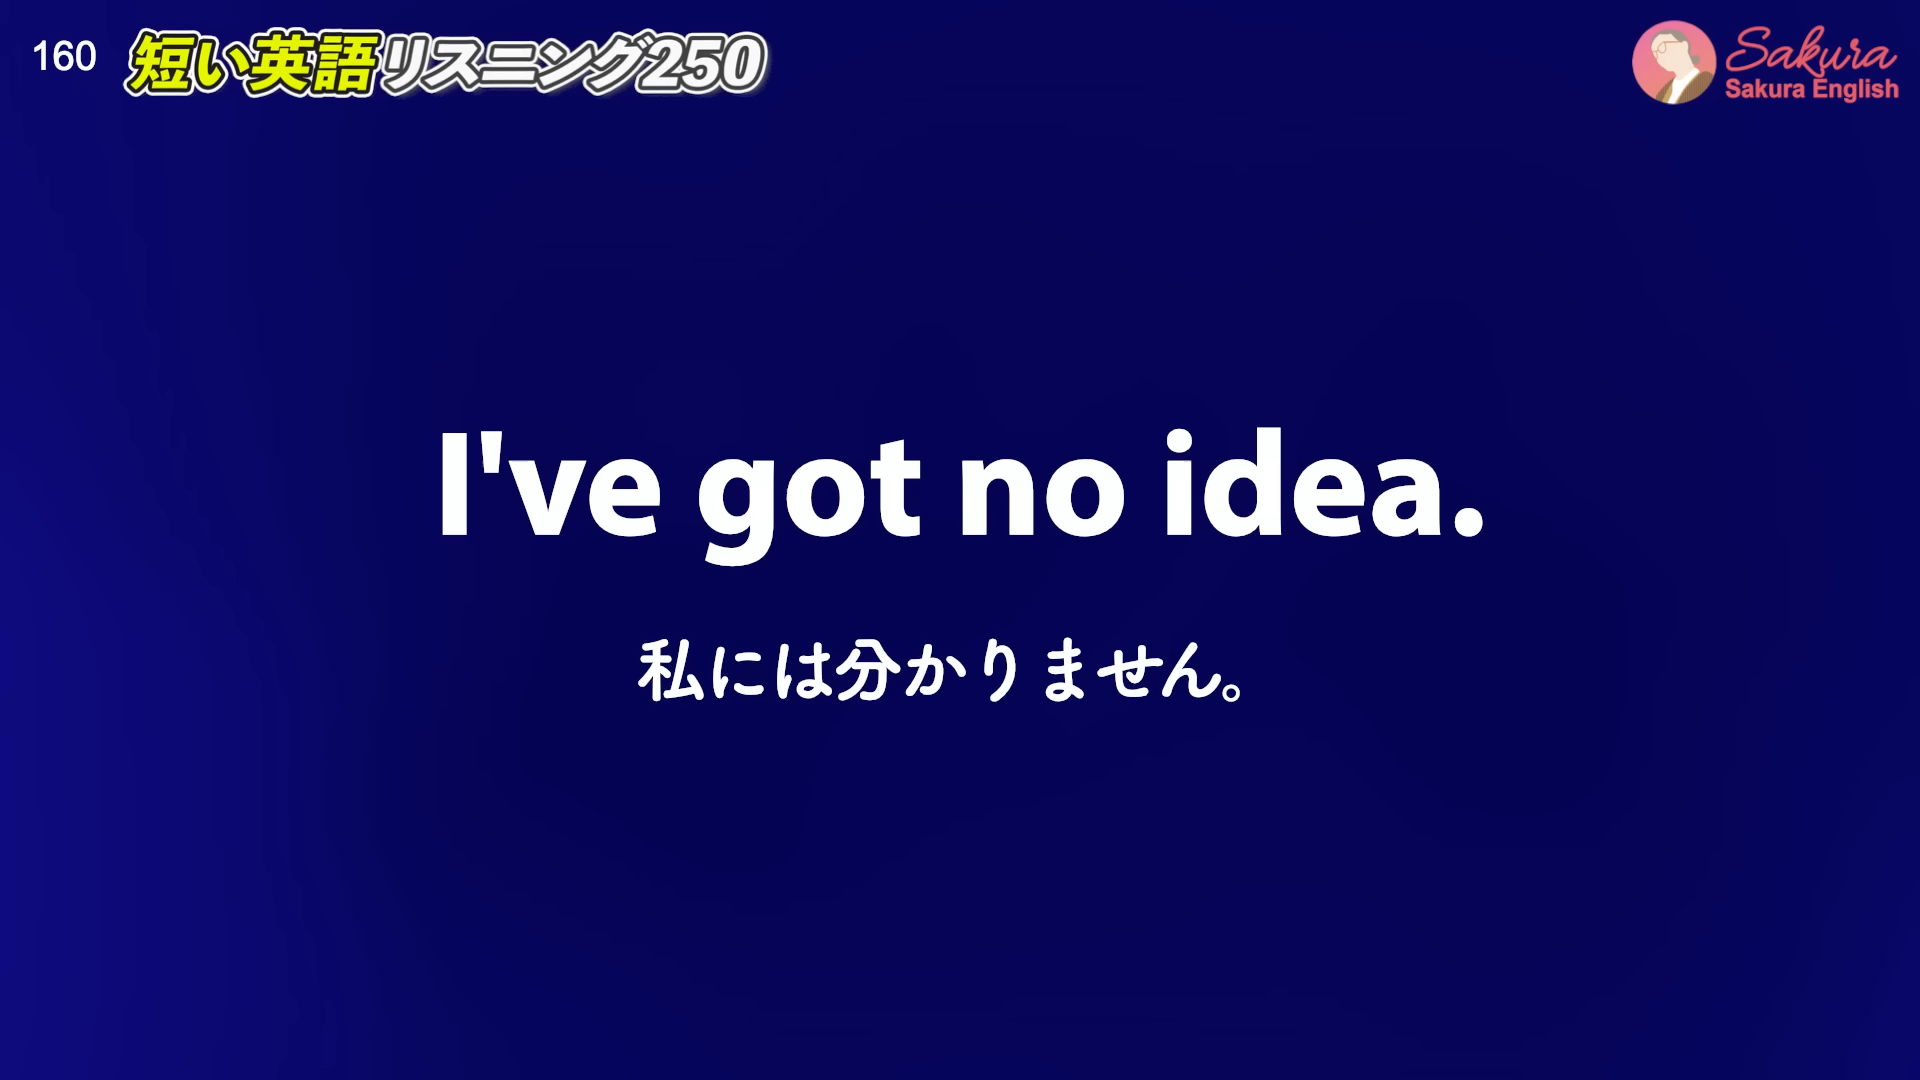 160 短い英語リスニング250
Sakura
Sakura English
I've got no idea.
私には分かりません。